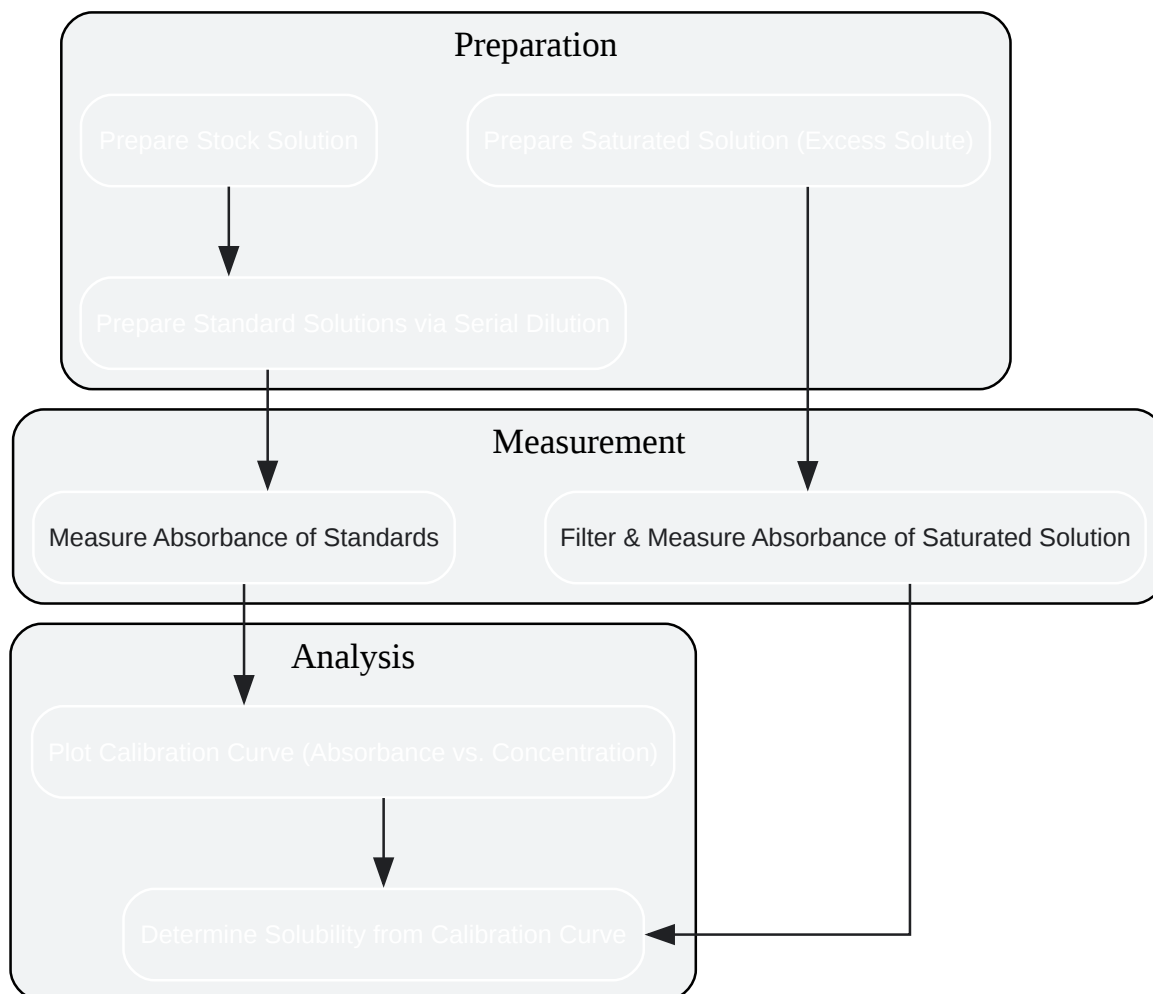 Preparation
Prepare Stock Solution
Prepare Saturated Solution (Excess Solute)
Prepare Standard Solutions via Serial Dilution
Measurement
Measure Absorbance of Standards
Filter & Measure Absorbance of Saturated Solution
Analysis
Plot Calibration Curve (Absorbance vs. Concentration)
Determine Solubility from Calibration Curve